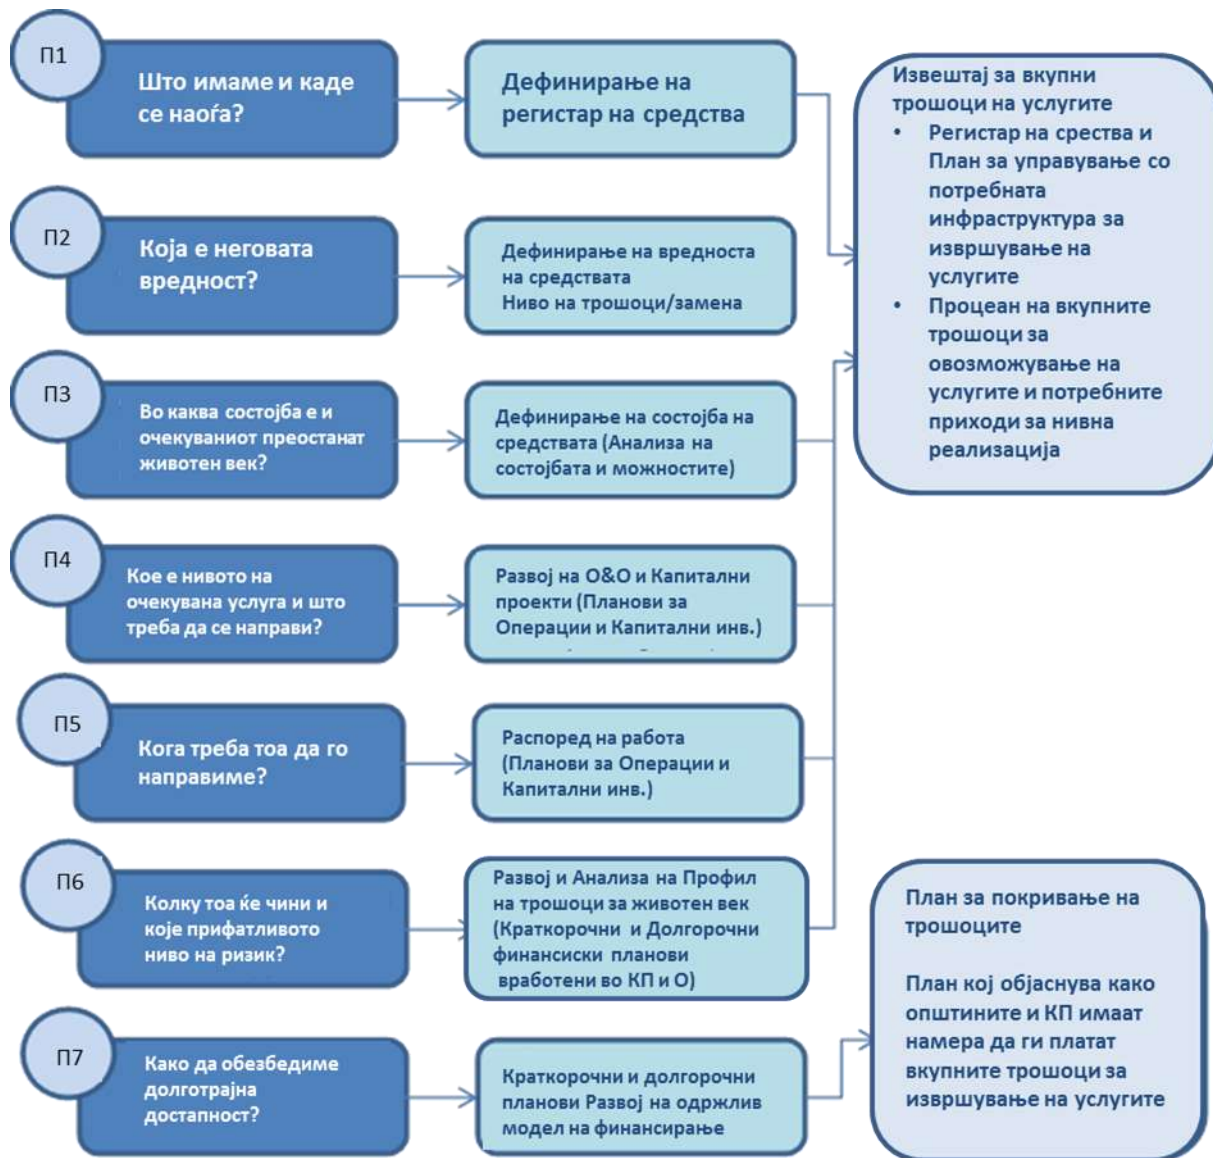 П1
Што имаме и каде
се наоѓа?
Дефинирање на
регистар на средства
П2
Која е неговата
вредност?
Дефинирање на вредноста
на средствата
Ниво на трошоци/замена
П3
Во каква состојба е и
очекуваниот преостанат
животен век?
Дефинирање на состојба на
средствата (Анализа на
состојбата и можностите)
П4
Кое е нивото на
очекувана услуга и што
треба да се направи?
Развој на О&О и Капитални
проекти (Планови за
Операции и Капитални инв.)
П5
Кога треба тоа да го
направиме?
Распоред на работа
(Планови за Операции и
Капитални инв.)
П6
Колку тоа ќе чини и
које прифатливото
ниво на ризик?
Развој и Анализа на Профил
на трошоци за животен век
(Краткорочни и Долгорочни
финансиски планови
вработени во КП и О)
П7
Како да обезбедиме
долготрајна
достапност?
Краткорочни и долгорочни
планови Развој на одржлив
модел на финансирање
Извештај за вкупни
трошоци на услугите
• Регистар на срества и
План за управување со
потребната
инфраструктура за
извршување на
услугите
• Процеан на вкупните
трошоци за
овозможување на
услугите и потребните
приходи за нивна
реализација
План за покривање на
трошоците
План кој објаснува како
општините и КП имаат
намера да ги платат
вкупните трошоци за
извршување на услугите